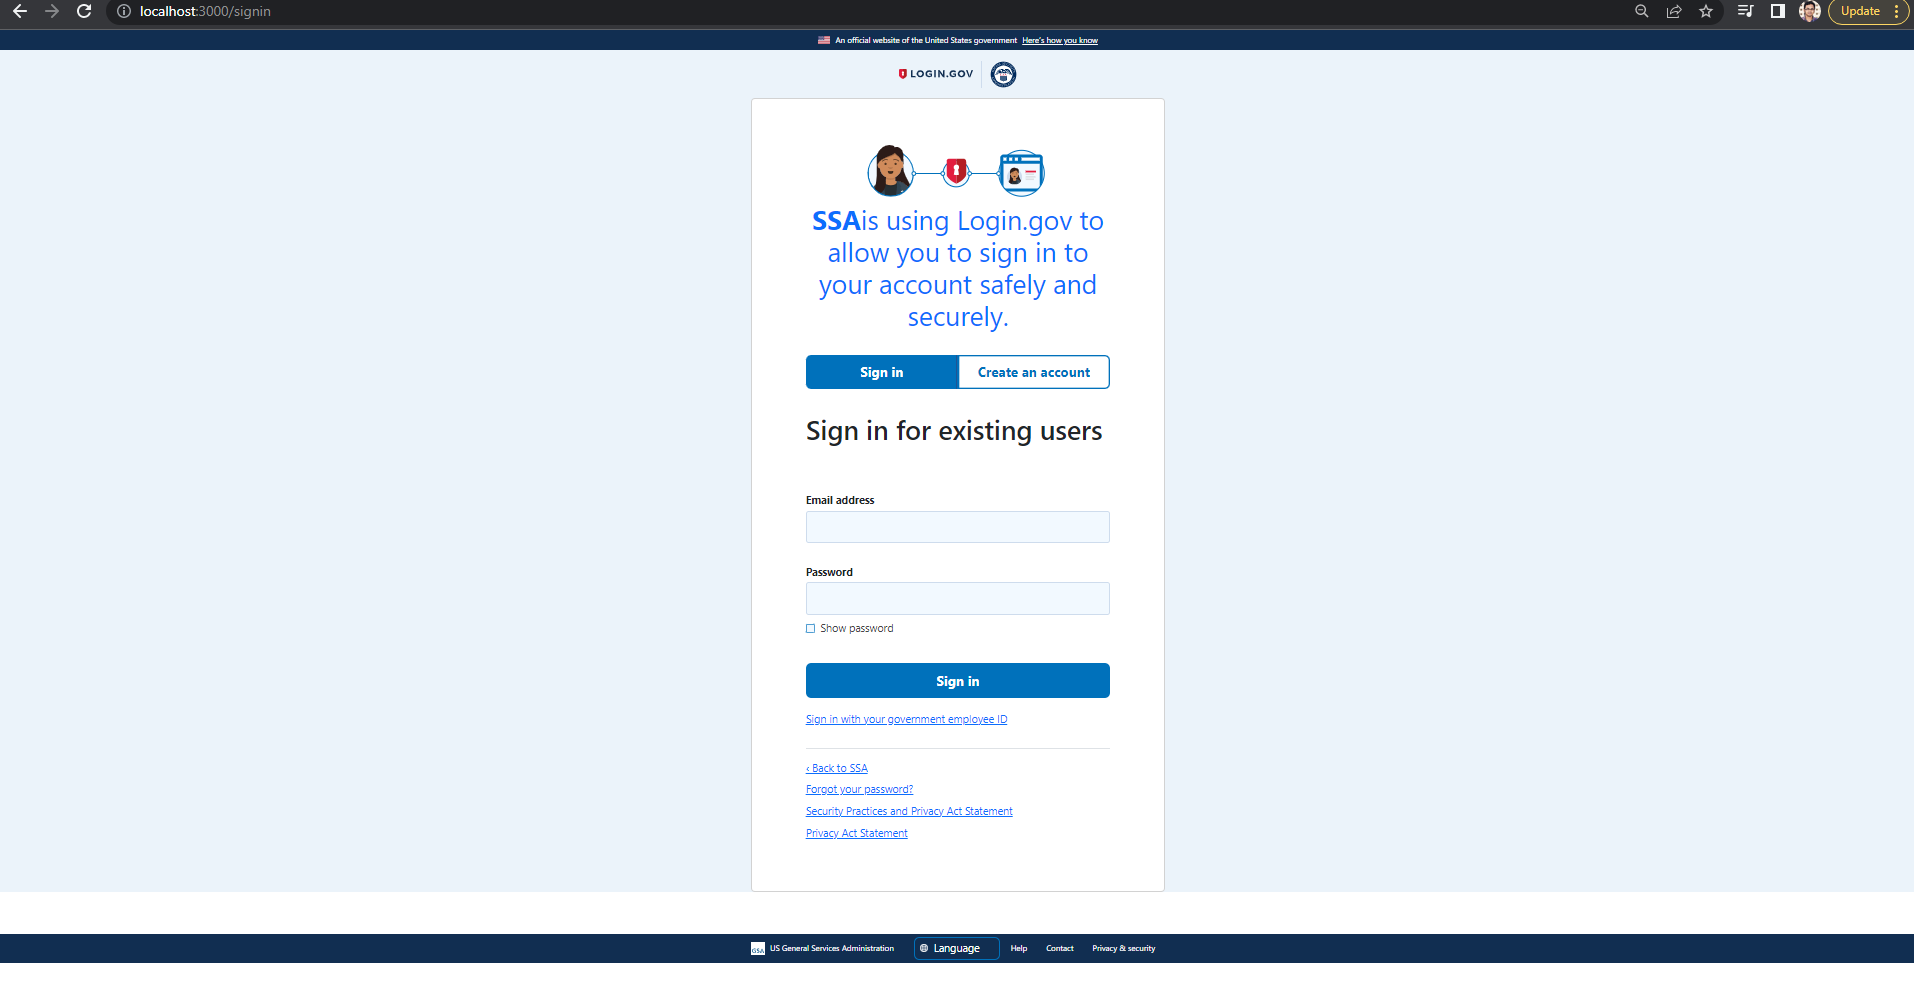 localhost:3000/signin
Update
An official website of the United States government Here's how you know
LOGIN.GOV
SSAis using Login.gov to
allow you to sign in to
your account safely and
securely.
Sign in
Create an account
Sign in for existing users
Email address
Password
Show password
Sign in
Sign in with your government employee ID
‹ Back to SSA
Forgot your password?
Security Practices and Privacy Act Statement
Privacy Act Statement
GSA US General Services Administration
Language
Help
Contact
Privacy & security